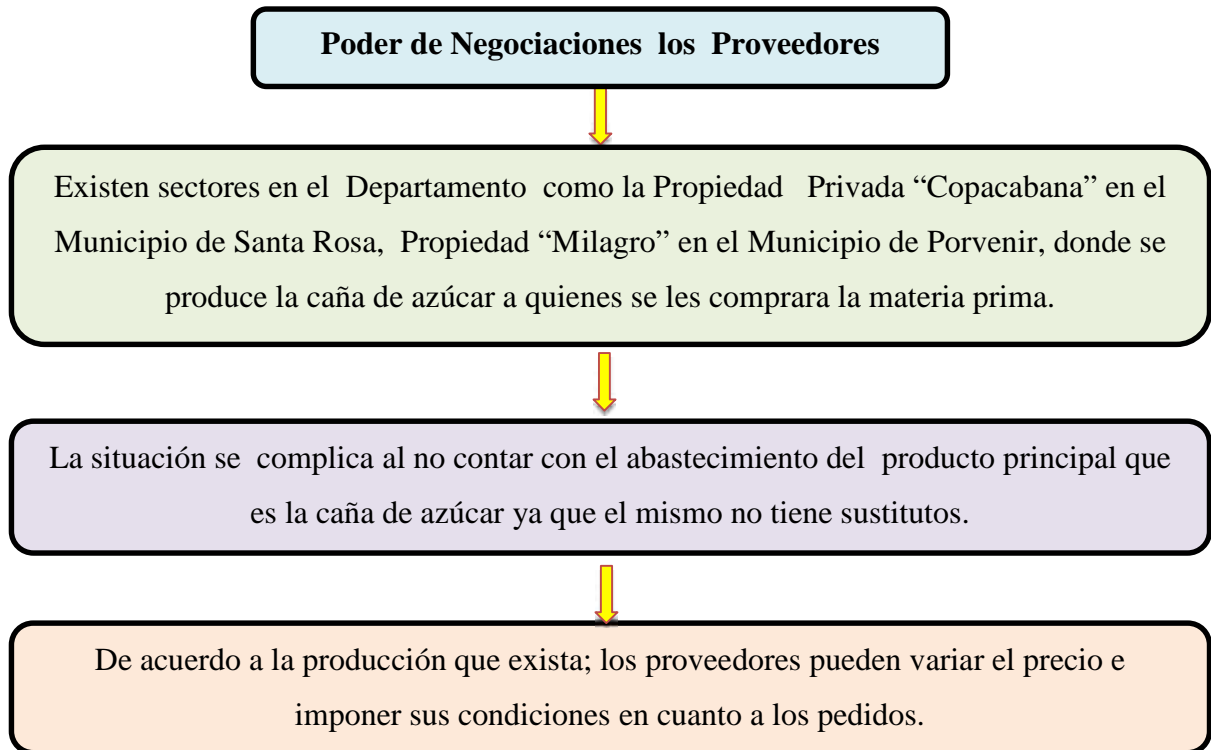 Poder de Negociaciones los Proveedores
Existen sectores en el Departamento como la Propiedad Privada “Copacabana” en el
Municipio de Santa Rosa, Propiedad “Milagro” en el Municipio de Porvenir, donde se
produce la caña de azúcar a quienes se les comprara la materia prima.
La situación se complica al no contar con el abastecimiento del producto principal que
es la caña de azúcar ya que el mismo no tiene sustitutos.
De acuerdo a la producción que exista; los proveedores pueden variar el precio e
imponer sus condiciones en cuanto a los pedidos.